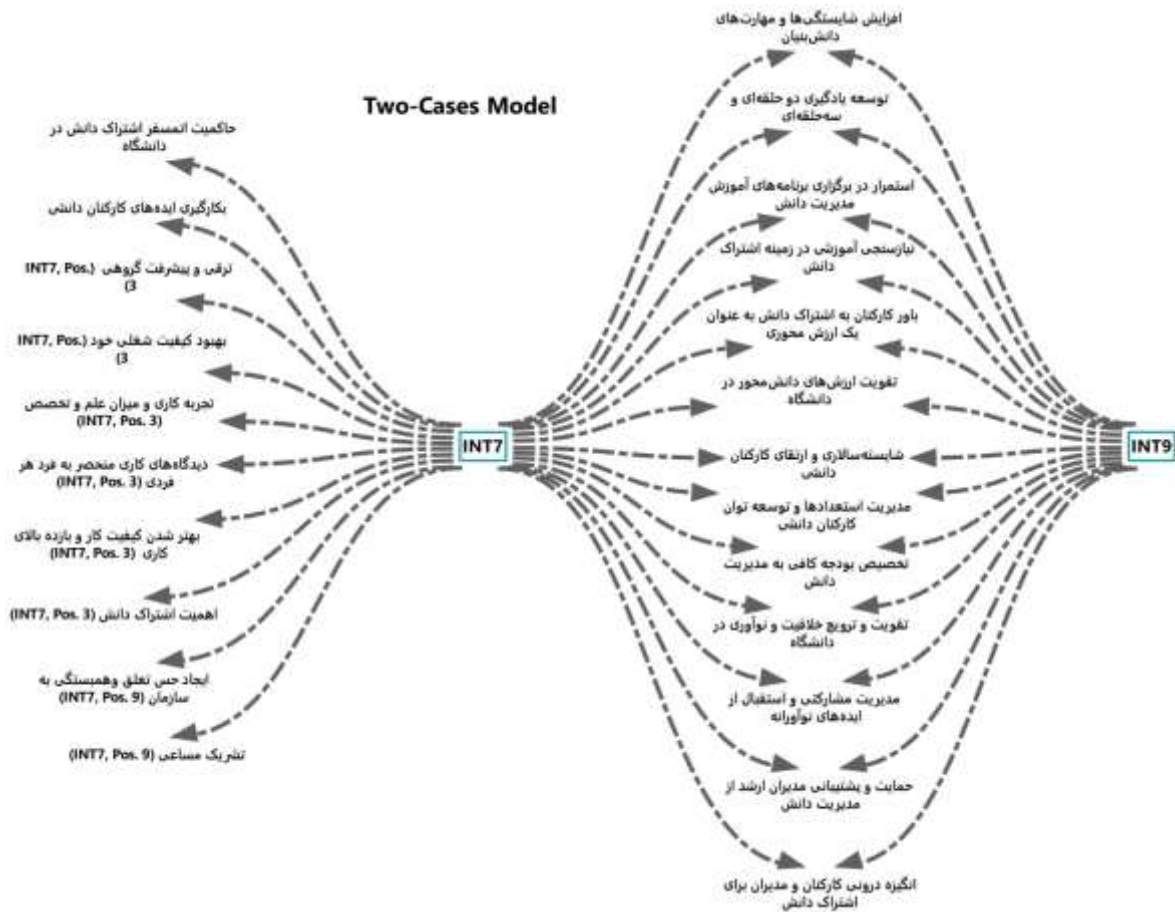 Two-Cases Model
حاکمیت اتمسفر اشتراک دانش در
دانشگاه
بکارگیری ایده‌های کارکنان دانشی
ترقی و پیشرفت گروهی (INT7, Pos.
3)
بهبود کیفیت شغلی خود (INT7, Pos.
3)
تجربه کاری و میزان علم و تخصص
(INT7, Pos. 3)
دیدگاه‌های کاری منحصر به فرد هر
فردی (INT7, Pos. 3)
بهتر شدن کیفیت کار و بازده بالای
کاری (INT7, Pos. 3)
اهمیت اشتراک دانش (INT7, Pos. 3)
ایجاد حس تعلق وهمبستگی به
سازمان (INT7, Pos. 9)
تشریک مساعی (INT7, Pos. 9)
INT7
افزایش شایستگی‌ها و مهارت‌های
دانش‌بنیان
توسعه یادگیری دو حلقه‌ای و
سه‌حلقه‌ای
استمرار در برگزاری برنامه‌های آموزش
مدیریت دانش
نیازسنجی آموزشی در زمینه اشتراک
دانش
باور کارکنان به اشتراک دانش به عنوان
یک ارزش محوری
تقویت ارزش‌های دانش‌محور در
دانشگاه
شایسته‌سالاری و ارتقای کارکنان
دانشی
مدیریت استعدادها و توسعه توان
کارکنان دانشی
تخصیص بودجه کافی به مدیریت
دانش
تقویت و ترویج خلاقیت و نوآوری در
دانشگاه
مدیریت مشارکتی و استقبال از
ایده‌های نوآورانه
حمایت و پشتیبانی مدیران ارشد از
مدیریت دانش
انگیزه درونی کارکنان و مدیران برای
اشتراک دانش
INT9